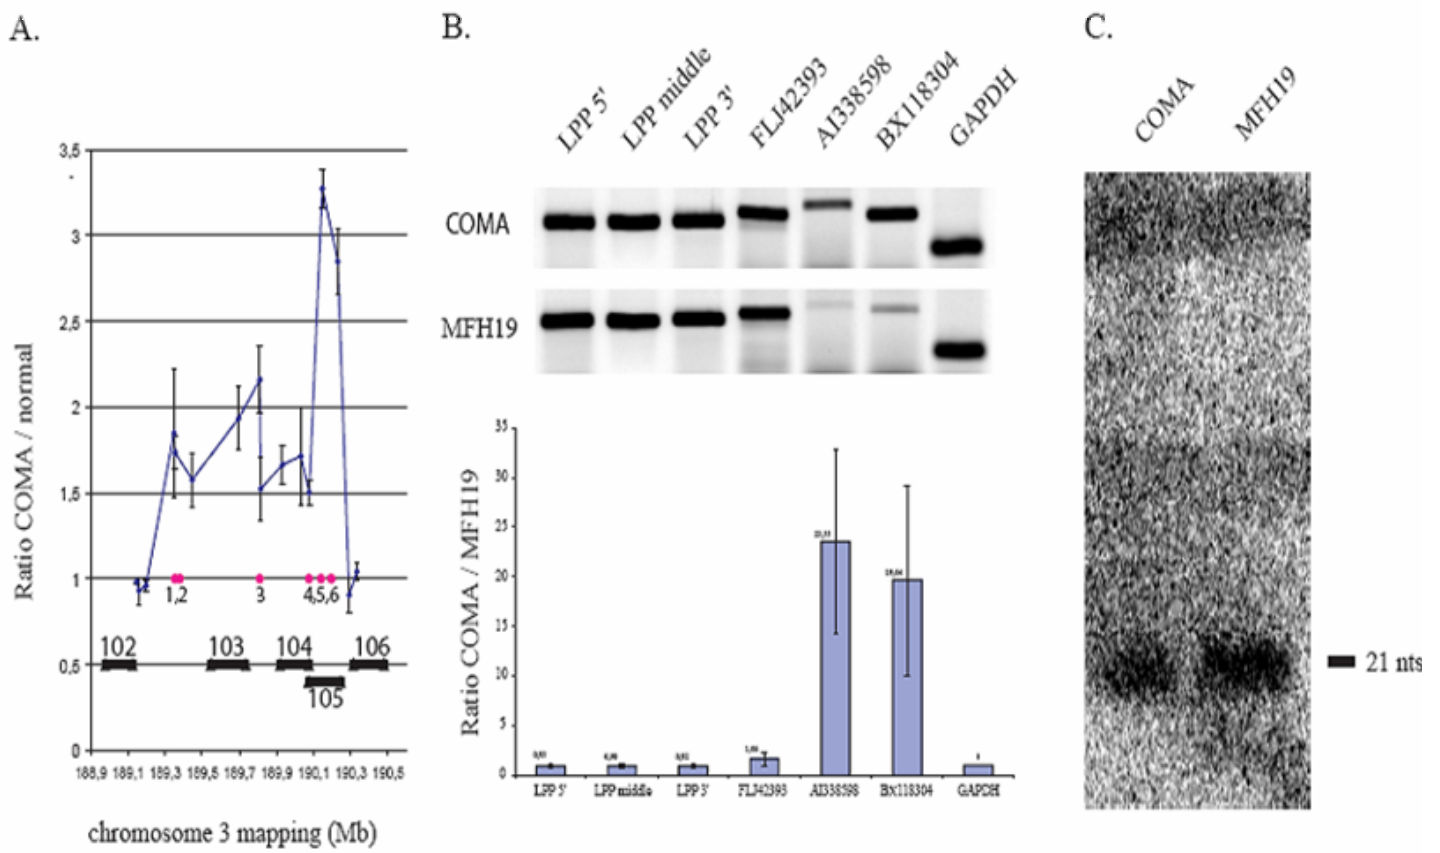 A.
3,5
3
2,5
2
1,5
1
0,5
0
Ratio COMA / normal
1,2
3
4,5,6
102
103
104
105
106
188,9 189,1 189,3 189,5 189,7 189,9 190,1 190,3 190,5
chromosome 3 mapping (Mb)
B.
LPP 5'
LPP middle
LPP 3'
FLJ42393
AI338598
BX118304
GAPDH
COMA
MFH19
35
30
25
20
15
10
5
0
Ratio COMA / MFH19
LPP 5' LPP middle LPP 3' FLJ42393 AI338598 BX118304 GAPDH
C.
COMA
MFH19
21 nts